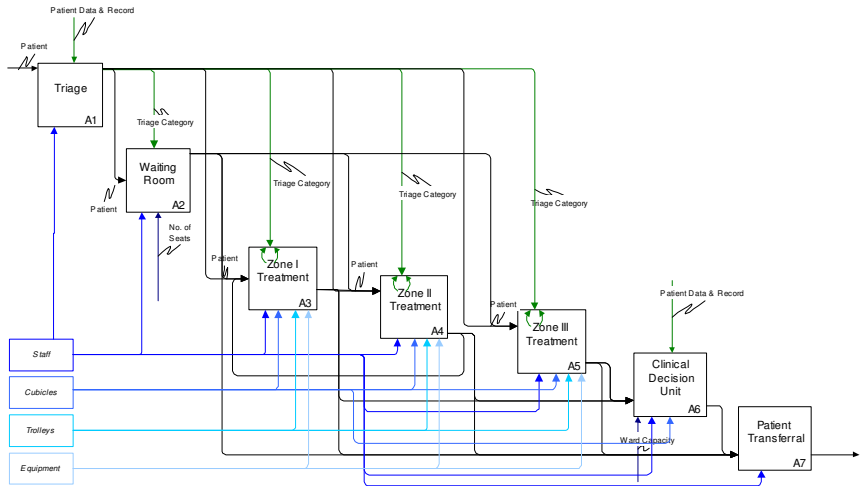 Patient Data & Record
Patient
Triage
A1
Triage Category
Waiting
Room
A2
Patient
No. of
Seats
Triage Category
Triage Category
Triage Category
Patient
Zone I
Treatment
A3
Patient
Zone II
Treatment
A4
Patient
Zone III
Treatment
A5
Patient Data & Record
Clinical
Decision
Unit
A6
Ward Capacity
Patient
Transferral
A7
Staff
Cubicles
Trolleys
Equipment